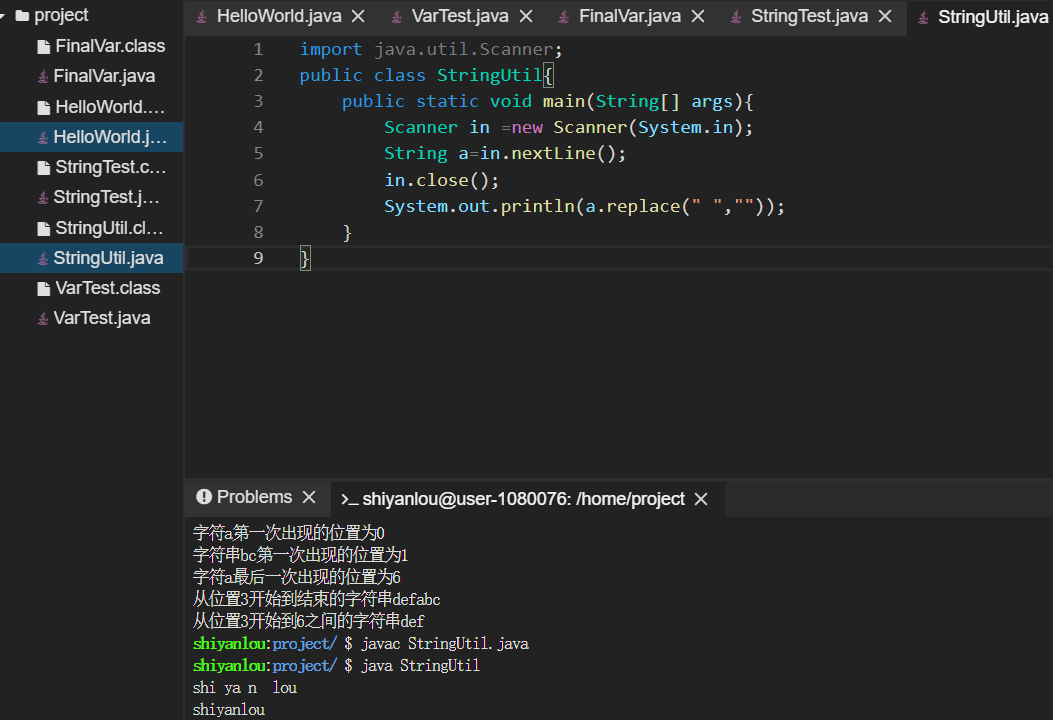 project
FinalVar.class
FinalVar.java
HelloWorld....
HelloWorld.j...
StringTest.c...
StringTest.j...
StringUtil.cl...
StringUtil.java
VarTest.class
VarTest.java
HelloWorld.java VarTest.java FinalVar.java StringTest.java StringUtil.java
1 import java.util.Scanner;
2 public class StringUtil{
3 public static void main(String[] args){
4 Scanner in =new Scanner(System.in);
5 String a=in.nextLine();
6 in.close();
7 System.out.println(a.replace(" ",""));
8 }
9 }
Problems >_ shiyanlou@user-1080076: /home/project
字符a第一次出现的位置为0
字符串bc第一次出现的位置为1
字符a最后一次出现的位置为6
从位置3开始到结束的字符串defabc
从位置3开始到6之间的字符串def
shiyanlou:project/ $ javac StringUtil.java
shiyanlou:project/ $ java StringUtil
shi ya n  lou
shiyanlou